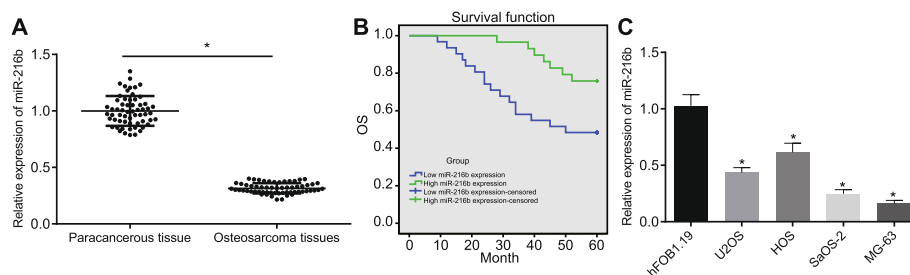 A
Relative expression of miR-216b
1.5
1.0
0.5
0.0
*
Paracancerous tissue
Osteosarcoma tissues
B
Survival function
OS
1.0
0.8
0.6
0.4
0.2
0.0
Group
Low miR-216b expression
High miR-216b expression
Low miR-216b expression-censored
High miR-216b expression-censored
0 10 20 30 40 50 60
Month
C
Relative expression of miR-216b
1.5
1.0
0.5
0.0
*
*
*
*
hFOB1.19
U2OS
HOS
SaOS-2
MG-63